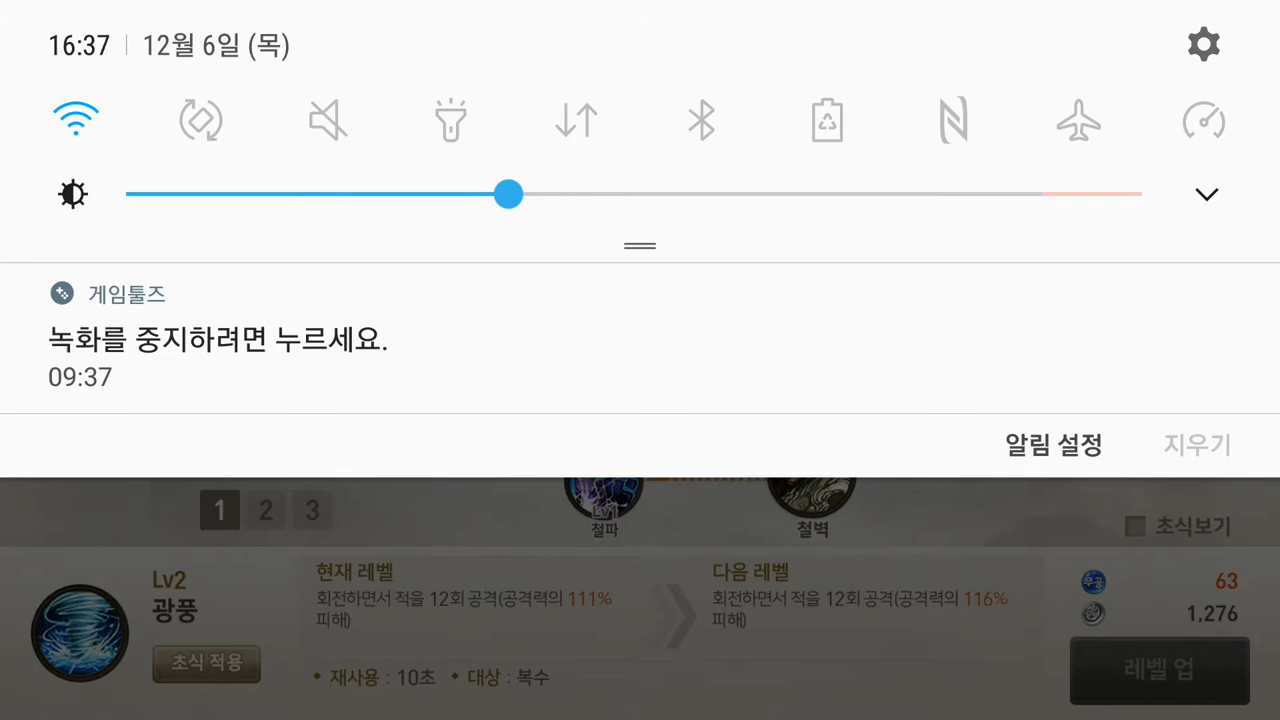 16:37 12월 6일 (목)
게임툴즈
녹화를 중지하려면 누르세요.
09:37
알림 설정 지우기
1 2 3
Lv1
철파
철벽
초식보기
Lv2
광풍
초식 적용
현재 레벨
회전하면서 적을 12회 공격(공격력의 111%
피해)
• 재사용 : 10초 • 대상 : 복수
다음 레벨
회전하면서 적을 12회 공격(공격력의 116%
피해)
무공 63
1,276
레벨 업